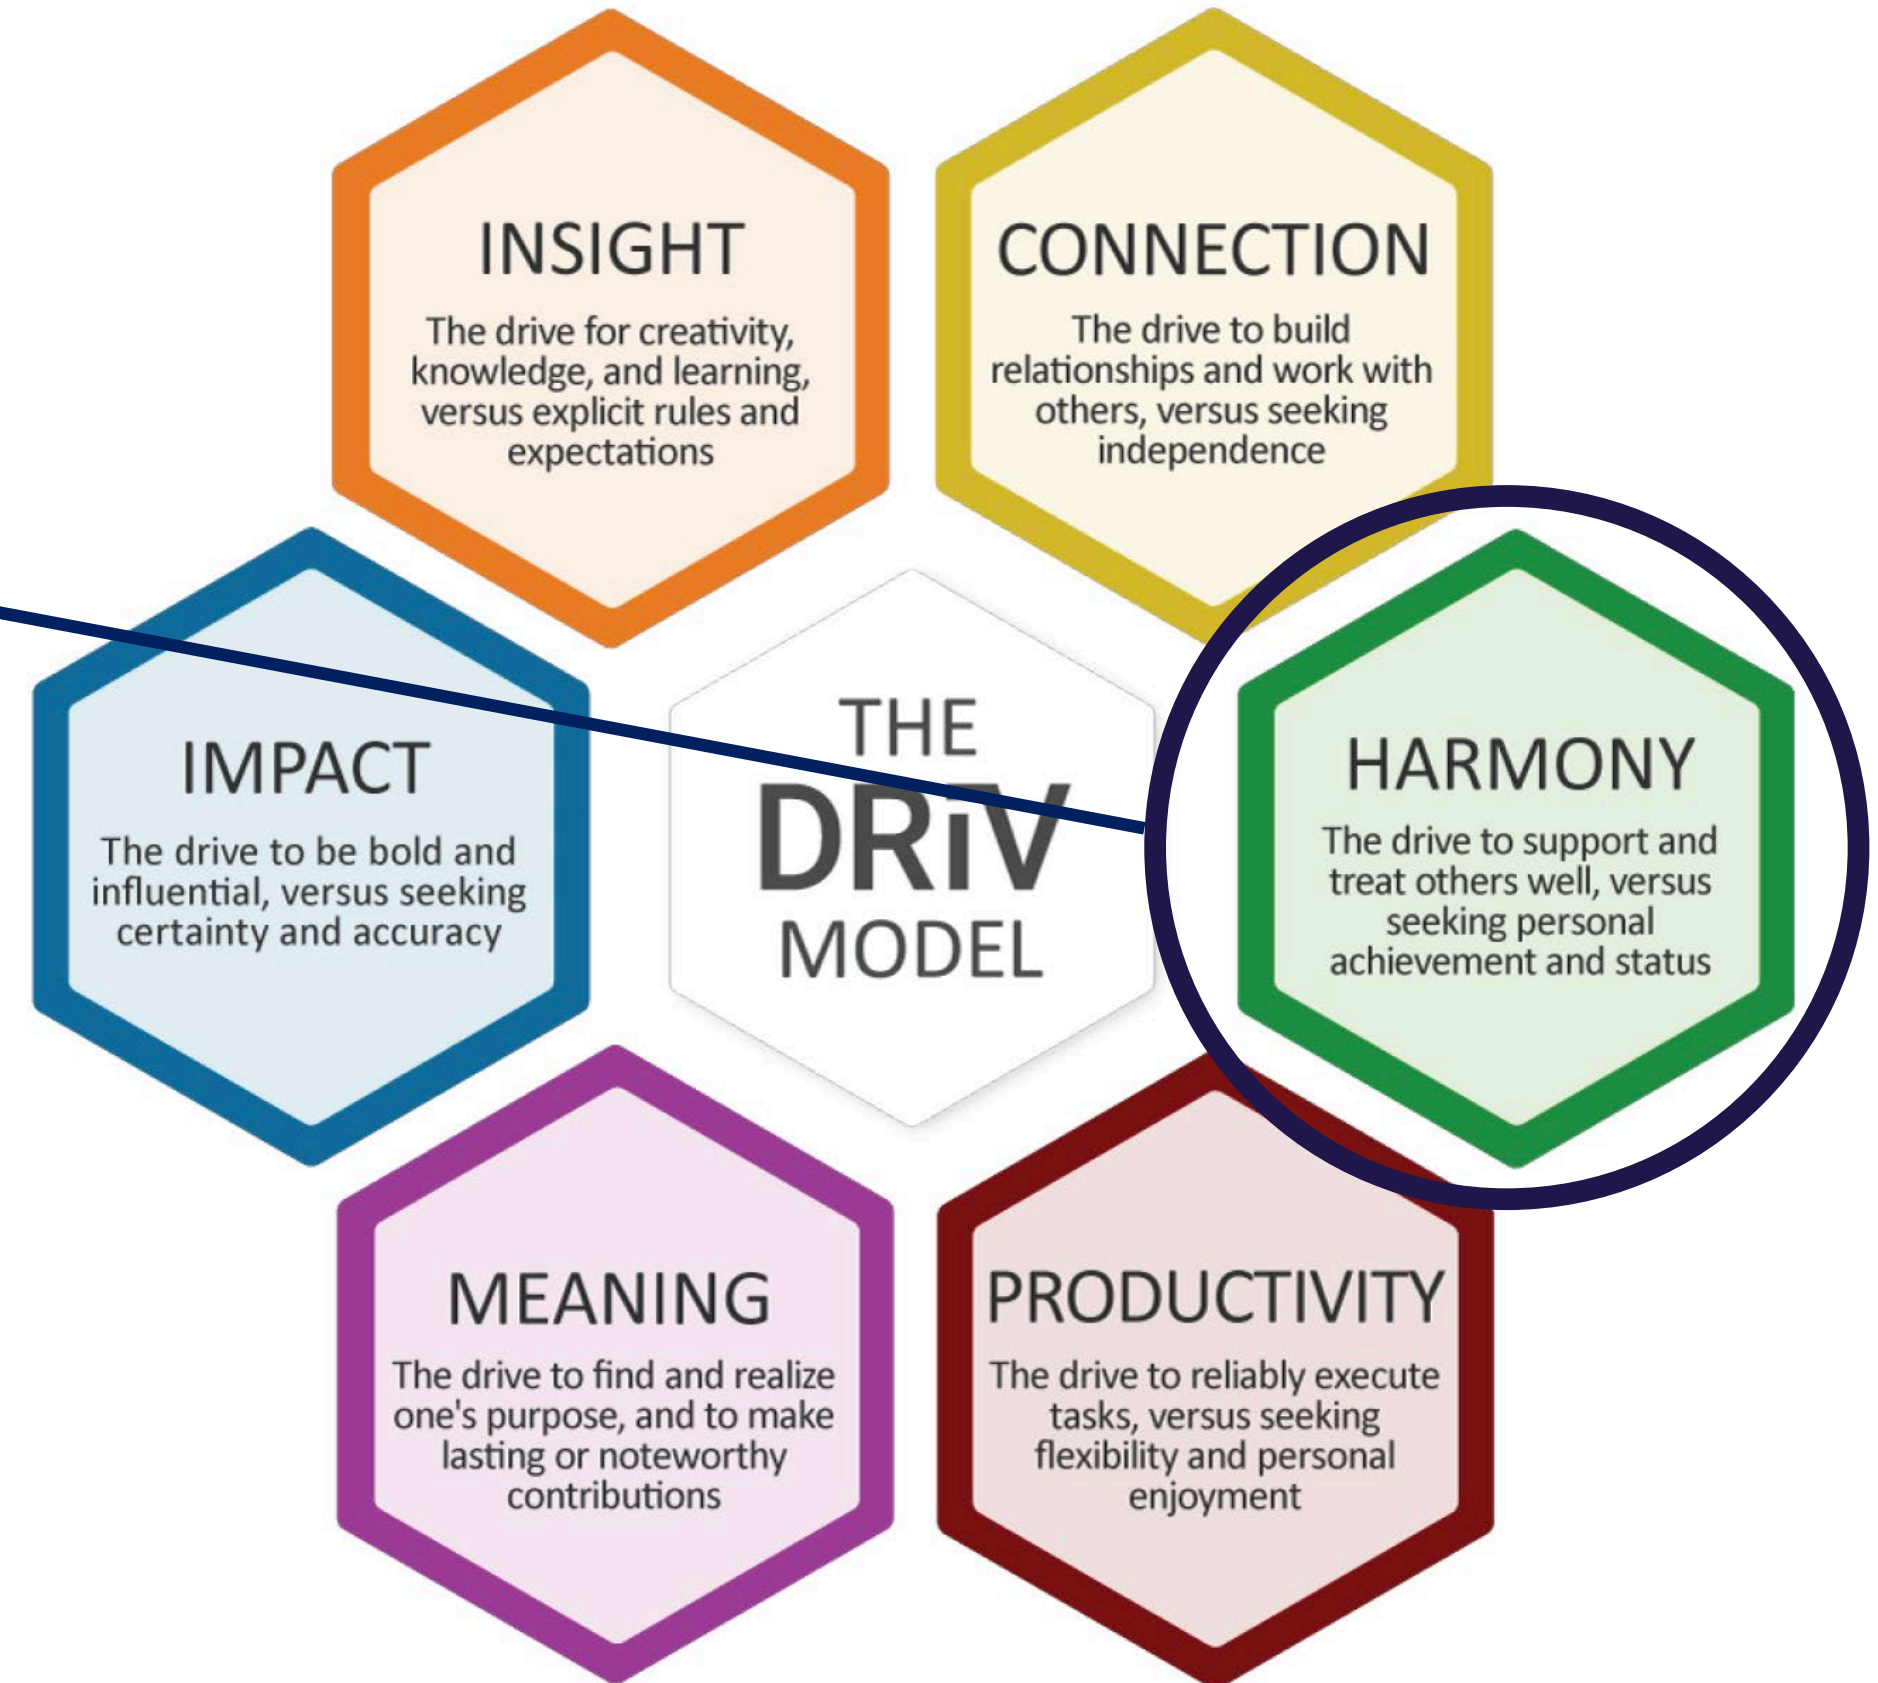 INSIGHT
The drive for creativity,
knowledge, and learning,
versus explicit rules and
expectations
CONNECTION
The drive to build
relationships and work with
others, versus seeking
independence
IMPACT
The drive to be bold and
influential, versus seeking
certainty and accuracy
THE
DRiV
MODEL
HARMONY
The drive to support and
treat others well, versus
seeking personal
achievement and status
MEANING
The drive to find and realize
one's purpose, and to make
lasting or noteworthy
contributions
PRODUCTIVITY
The drive to reliably execute
tasks, versus seeking
flexibility and personal
enjoyment